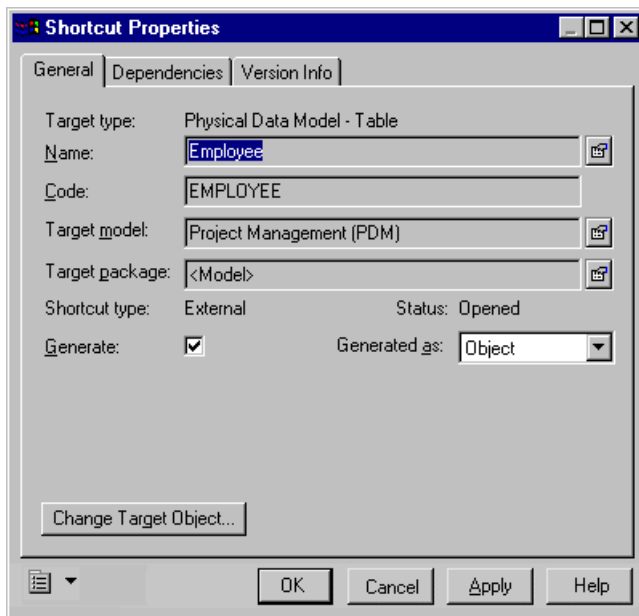 Shortcut Properties
General Dependencies Version Info
Target type: Physical Data Model - Table
Name: Employee
Code: EMPLOYEE
Target model: Project Management (PDM)
Target package: <Model>
Shortcut type: External Status: Opened
Generate: Generated as: Object
Change Target Object...
OK Cancel Apply Help